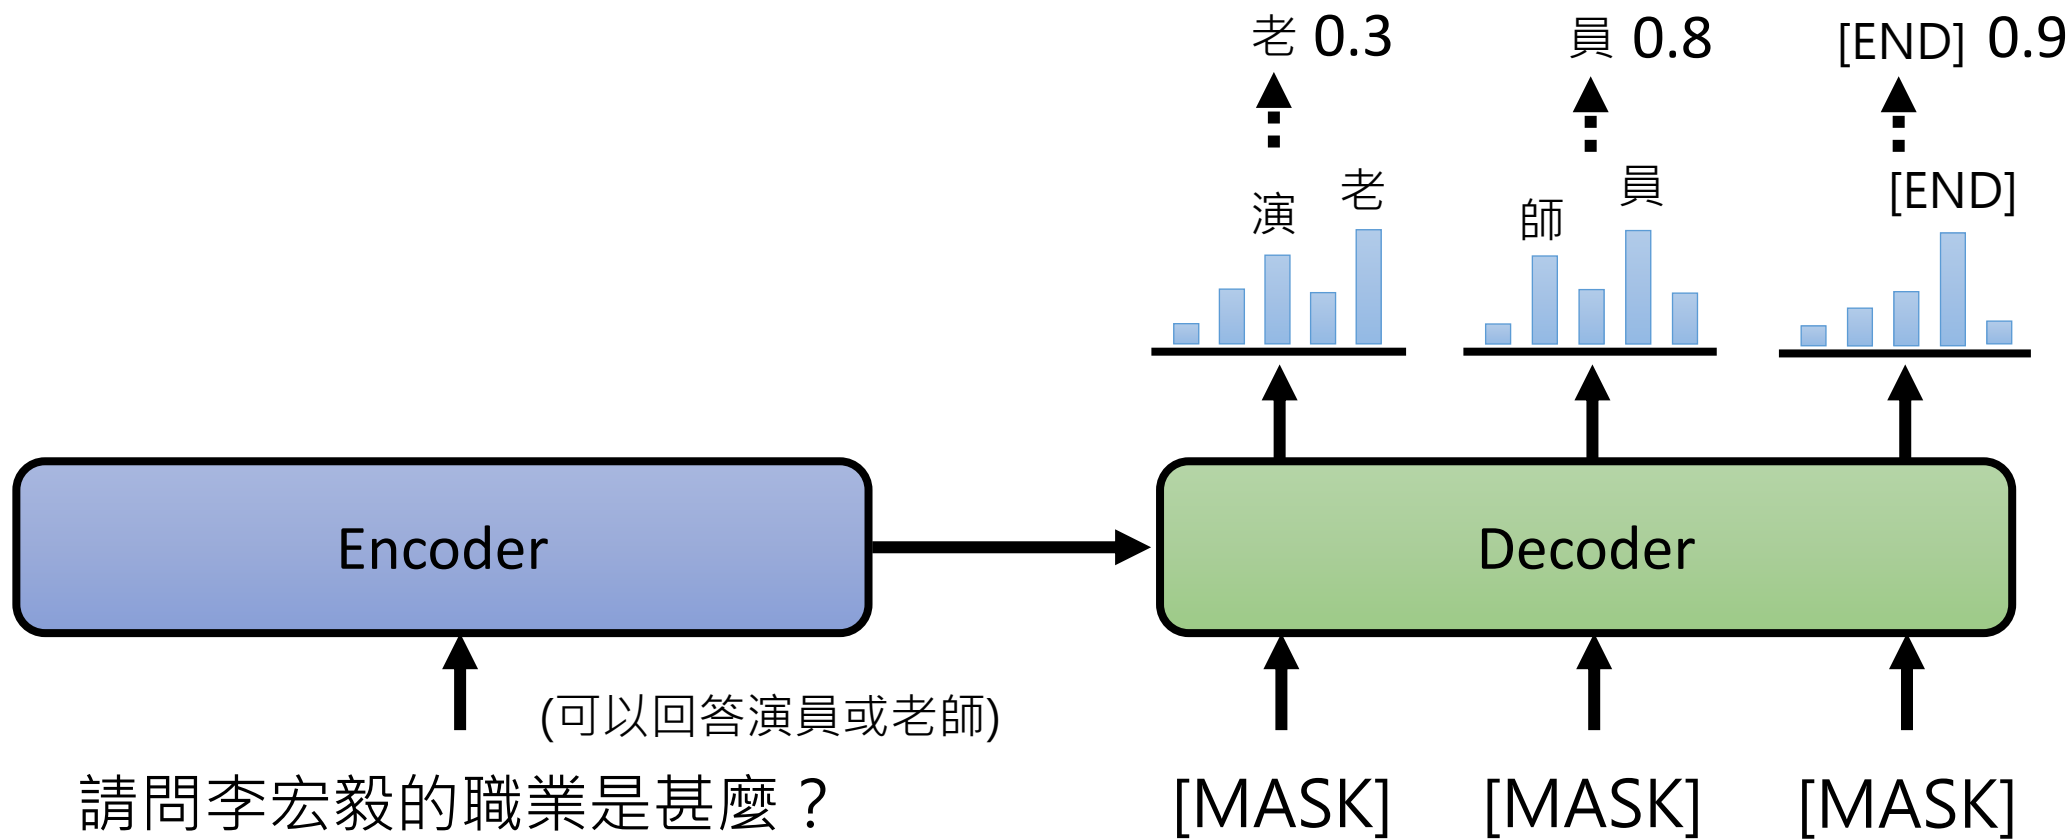 老 0.3 員 0.8 [END] 0.9
演 老 師 員 [END]
Encoder Decoder
(可以回答演員或老師)
請問李宏毅的職業是甚麼？ [MASK] [MASK] [MASK]